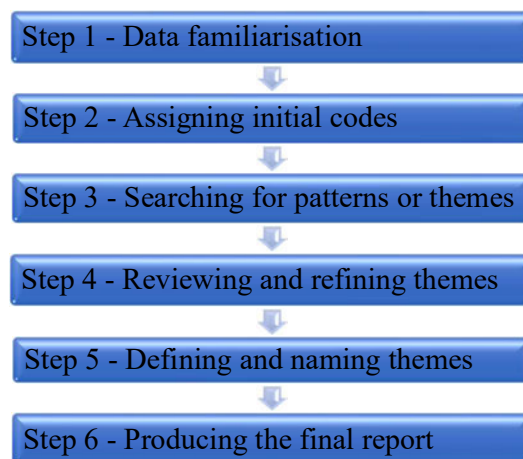 Step 1 - Data familiarisation
Step 2 - Assigning initial codes
Step 3 - Searching for patterns or themes
Step 4 - Reviewing and refining themes
Step 5 - Defining and naming themes
Step 6 - Producing the final report